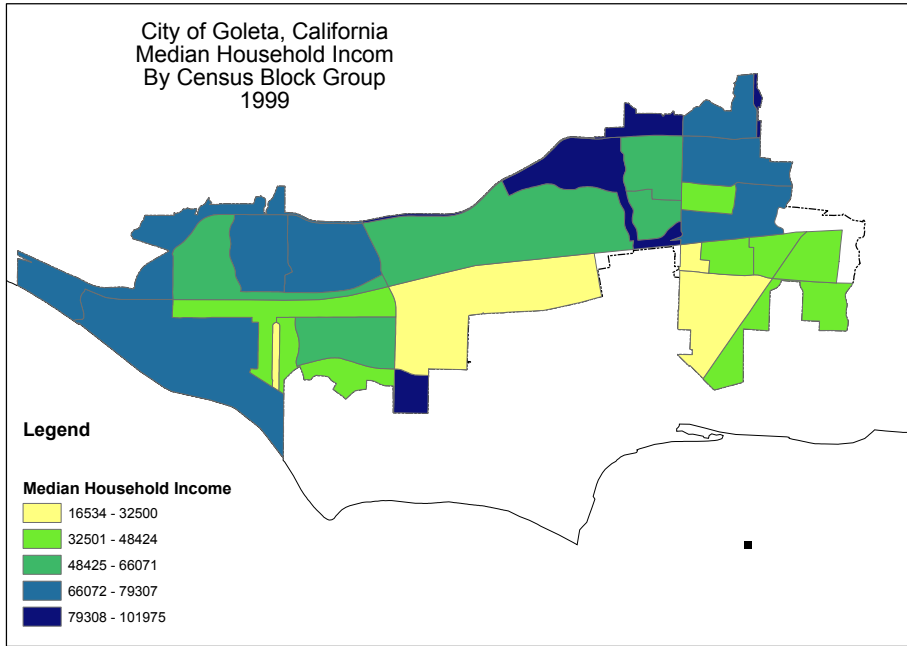 City of Goleta, California
Median Household Incom
By Census Block Group
1999
Legend
Median Household Income
16534 - 32500
32501 - 48424
48425 - 66071
66072 - 79307
79308 - 101975